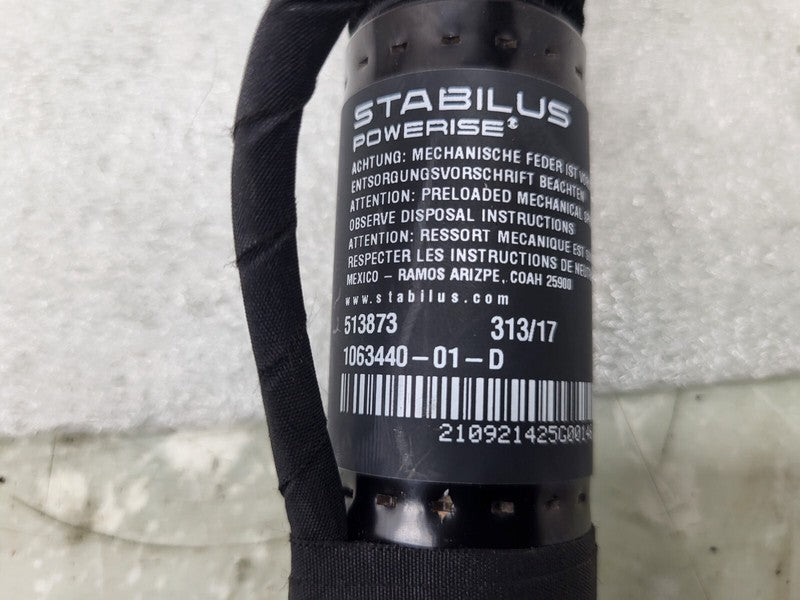 STABILUS
POWERISE
ACHTUNG: MECHANISCHE FEDER IST
ENTSORGUNGSVORSCHRIFT BEACHTEN
ATTENTION: PRELOADED MECHANICAL
OBSERVE DISPOSAL INSTRUCTIONS
ATTENTION: RESSORT MECANIQUE EST
RESPECTER LES INSTRUCTIONS DE
MEXICO - RAMOS ARIZPE, COAH 25900
www.stabilus.com
513873 313/17
1063440-01-D